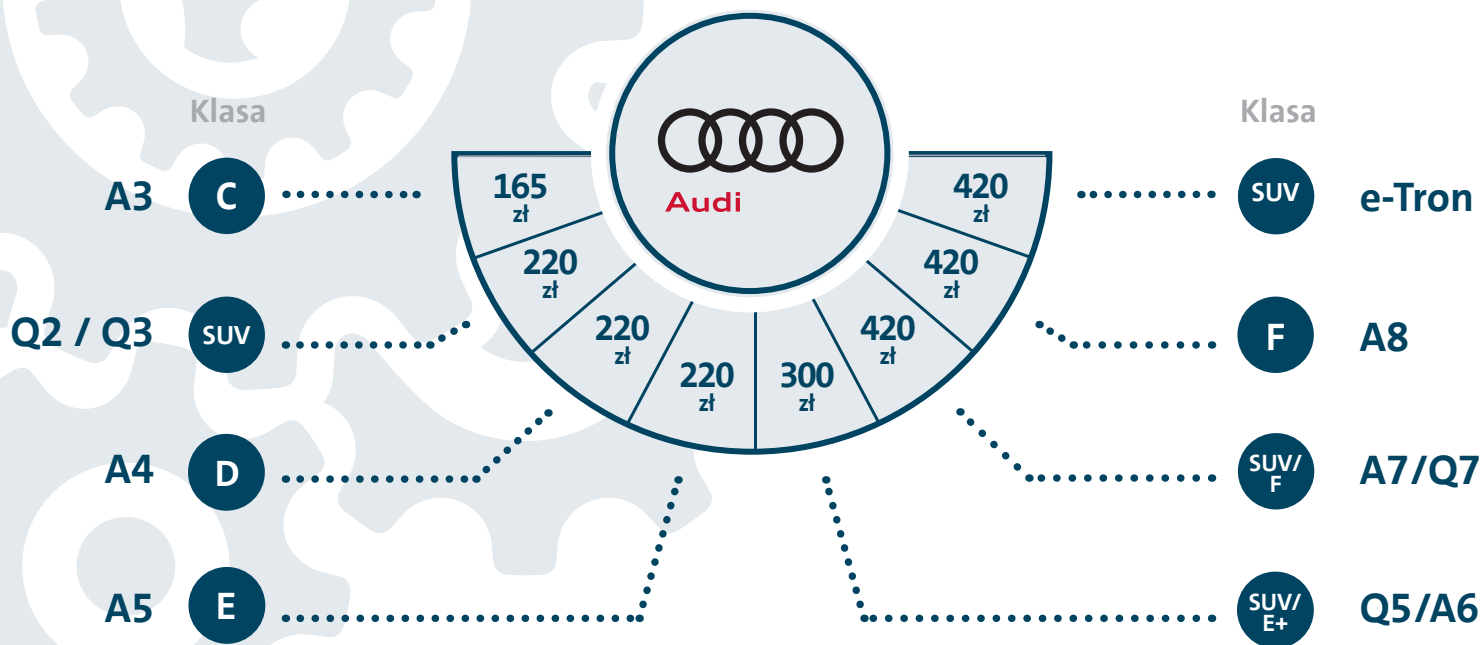 Klasa
A3
C
Q2 / Q3
SUV
A4
D
A5
E
Audi
165
zł
220
zł
220
zł
220
zł
300
zł
420
zł
420
zł
420
zł
Klasa
SUV
e-Tron
F
A8
SUV/
F
A7/Q7
SUV/
E+
Q5/A6